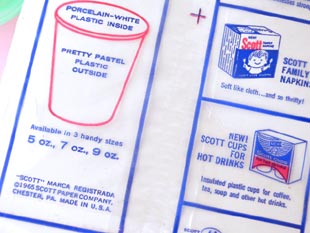 PORCELAIN-WHITE
PLASTIC INSIDE
PRETTY PASTEL
PLASTIC
OUTSIDE
Available in 3 handy sizes
5 oz., 7 oz., 9 oz.
"SCOTT" MARCA REGISTRADA
©1965 SCOTT PAPER COMPANY.
CHESTER, PA. MADE IN U.S.A.
Scott
SCOTT
FAMILY
NAPKINS
Soft like cloth...and so thrifty!
NEW!
SCOTT
CUPS
FOR
HOT DRINKS
Insulated plastic cups for coffee,
tea, soup and other hot drinks.